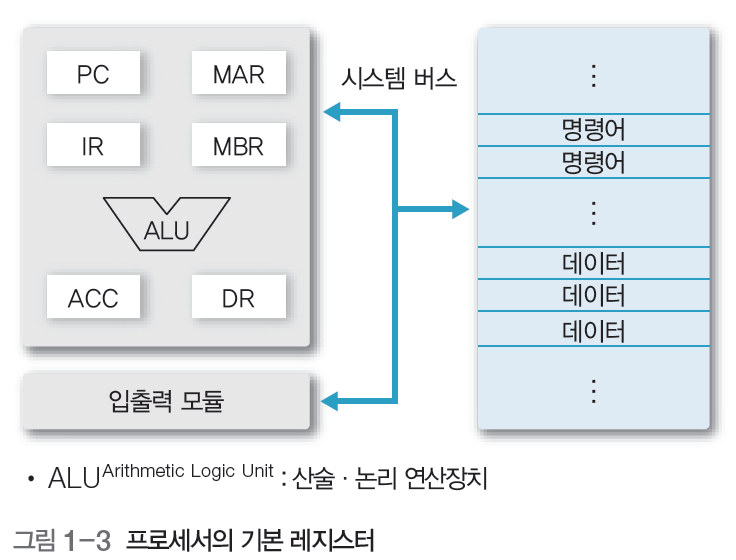 PC
MAR
IR
MBR
ALU
ACC
DR
입출력 모듈
시스템 버스
⋮
명령어
명령어
⋮
데이터
데이터
데이터
⋮
• ALU Arithmetic Logic Unit : 산술 · 논리 연산장치
그림 1-3 프로세서의 기본 레지스터